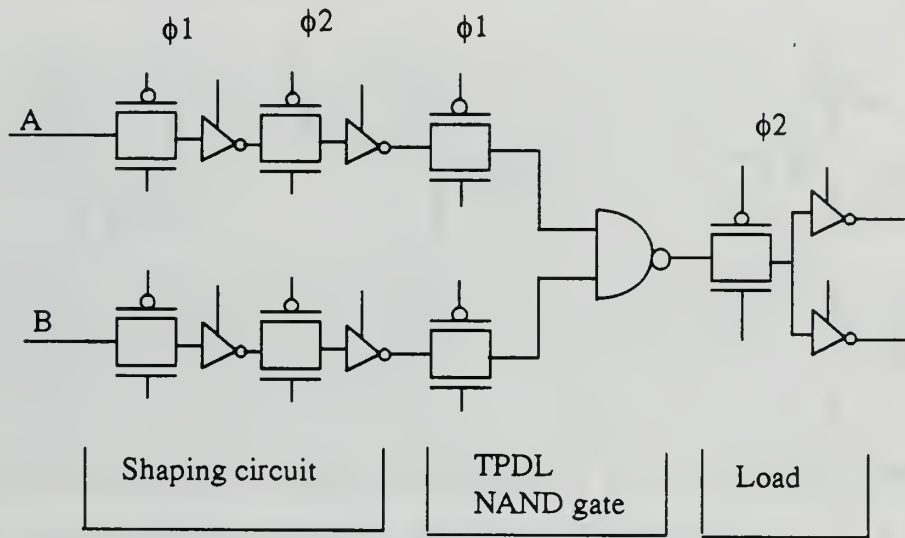 ϕ1
ϕ2
ϕ1
ϕ2
A
B
Shaping circuit
TPDL
NAND gate
Load